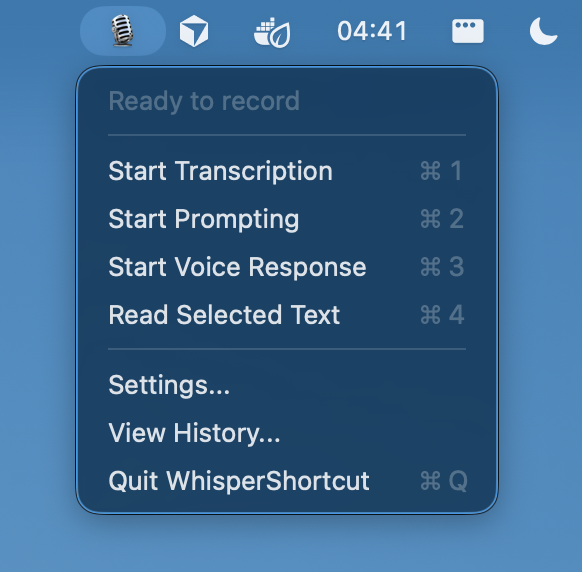 04:41
Ready to record
Start Transcription ⌘ 1
Start Prompting ⌘ 2
Start Voice Response ⌘ 3
Read Selected Text ⌘ 4
Settings...
View History...
Quit WhisperShortcut ⌘ Q